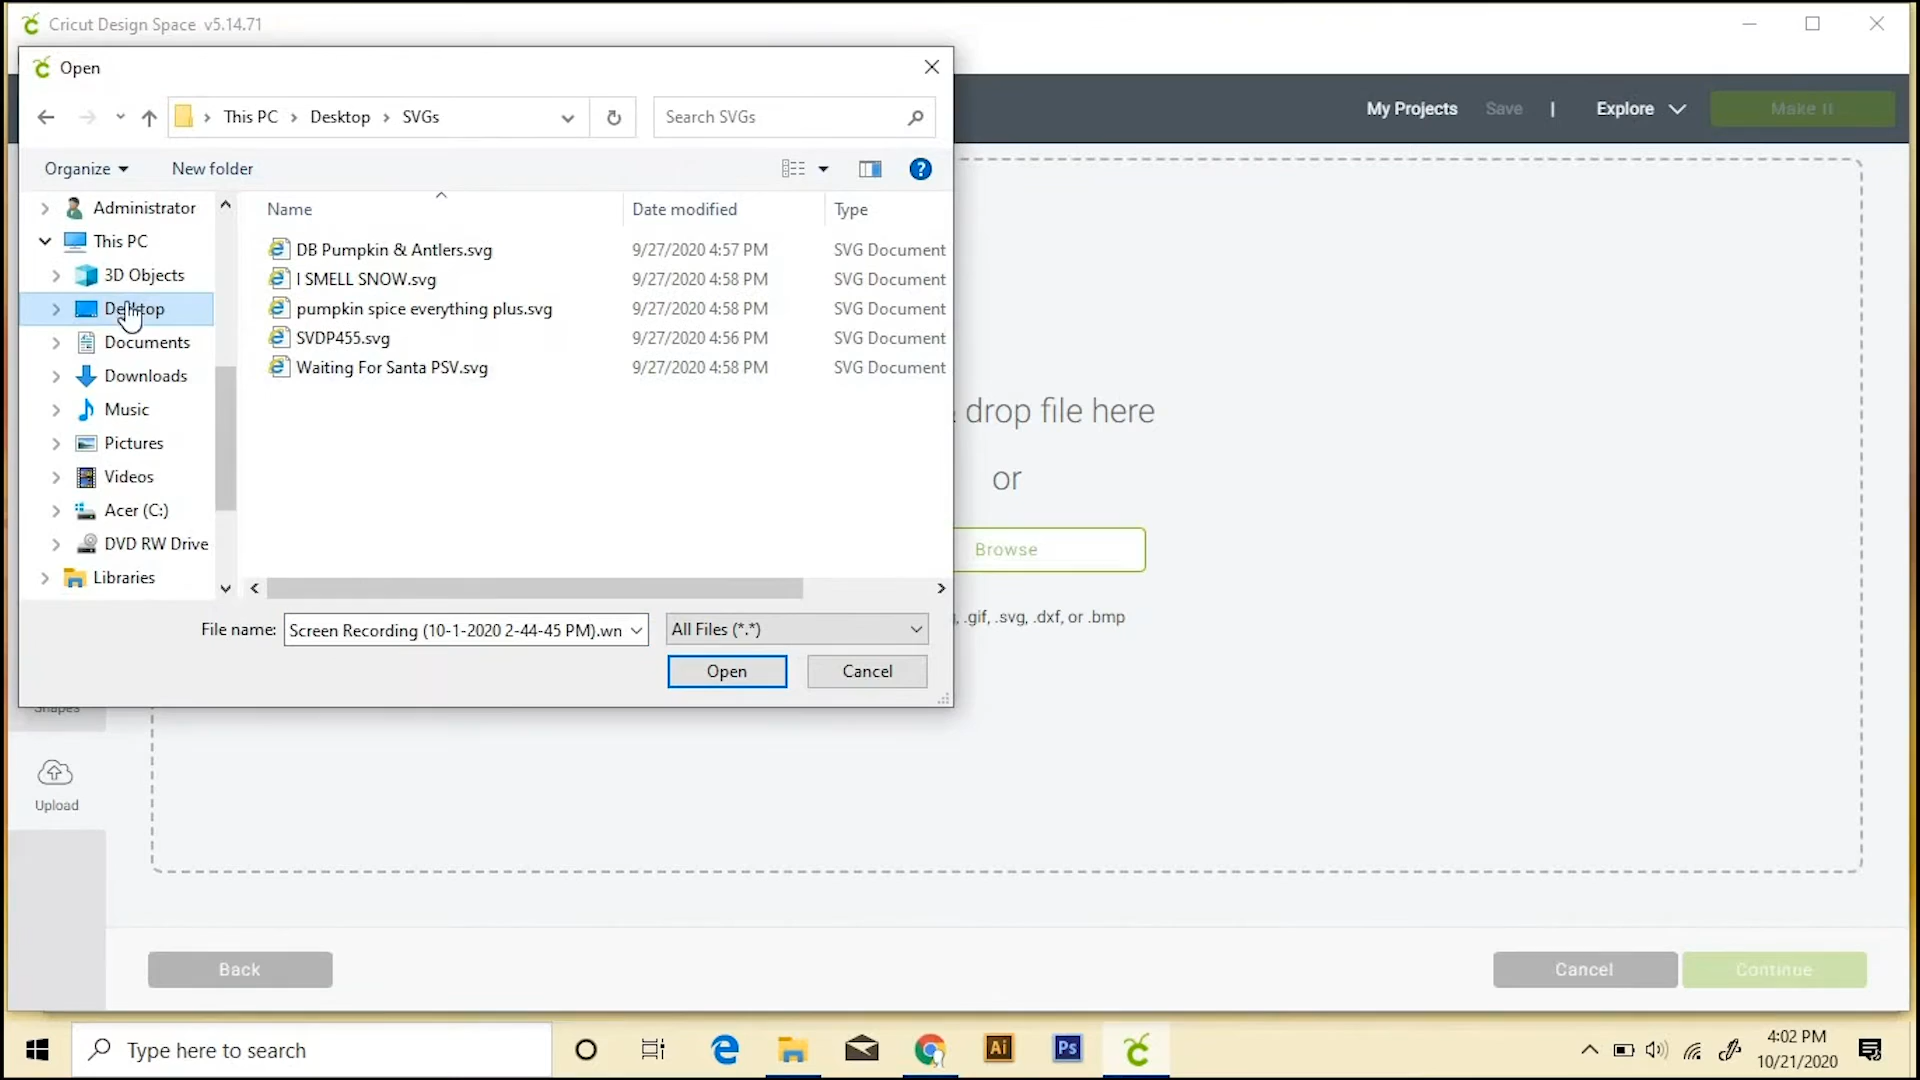 Cricut Design Space v5.14.71
Open
This PC > Desktop > SVGs
Search SVGs
My Projects Save | Explore Make It
Organize New folder
Administrator
This PC
3D Objects
Desktop
Documents
Downloads
Music
Pictures
Videos
Acer (C:)
DVD RW Drive
Libraries
Name Date modified Type
DB Pumpkin & Antlers.svg 9/27/2020 4:57 PM SVG Document
I SMELL SNOW.svg 9/27/2020 4:58 PM SVG Document
pumpkin spice everything plus.svg 9/27/2020 4:58 PM SVG Document
SVDP455.svg 9/27/2020 4:56 PM SVG Document
Waiting For Santa PSV.svg 9/27/2020 4:58 PM SVG Document
drop file here
or
Browse
.gif, .svg, .dxf, or .bmp
File name: Screen Recording (10-1-2020 2-44-45 PM).wn All Files (*.*)
Open Cancel
Shapes
Upload
Back Cancel Continue
Type here to search
Ai
Ps
4:02 PM
10/21/2020